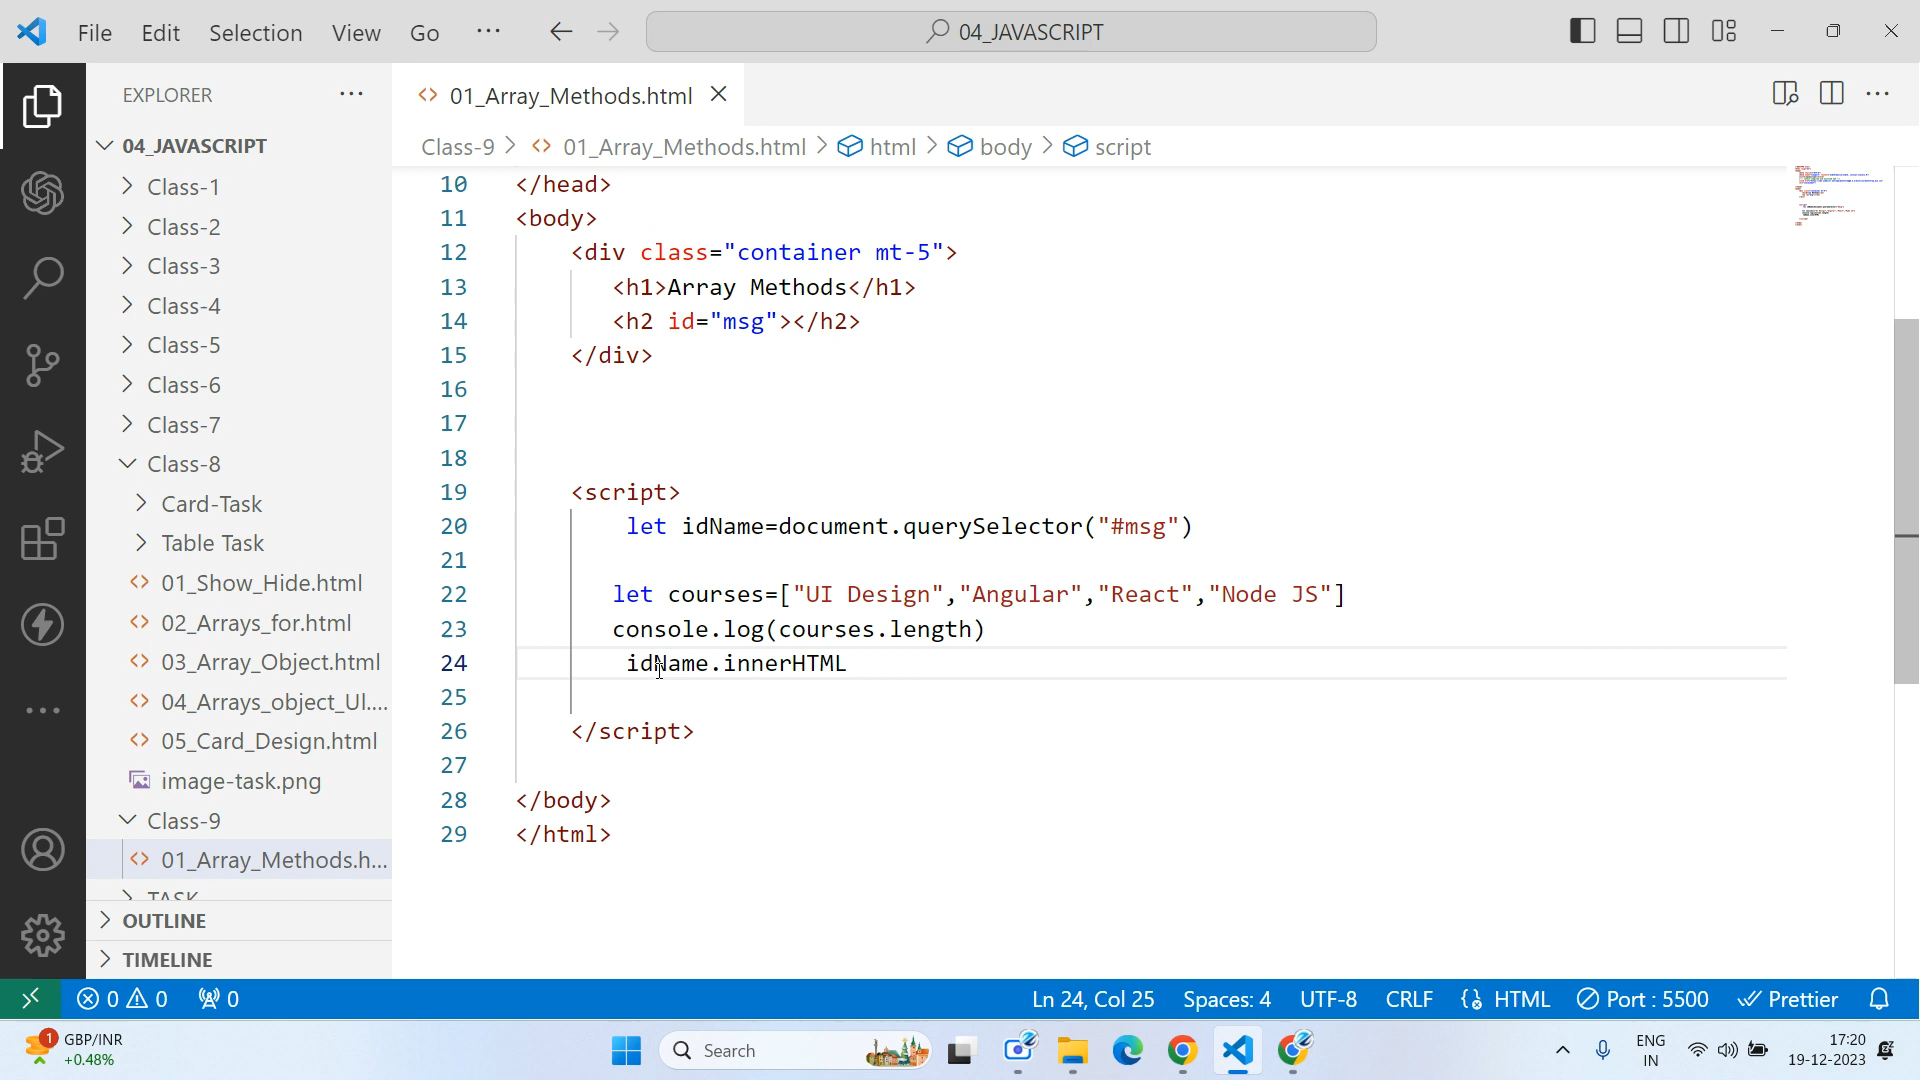 File Edit Selection View Go ··· 04_JAVASCRIPT
EXPLORER ···
01_Array_Methods.html
Class-9 > 01_Array_Methods.html > html > body > script
04_JAVASCRIPT
Class-1
Class-2
Class-3
Class-4
Class-5
Class-6
Class-7
Class-8
Card-Task
Table Task
01_Show_Hide.html
02_Arrays_for.html
03_Array_Object.html
04_Arrays_object_UI....
05_Card_Design.html
image-task.png
Class-9
01_Array_Methods.h...
TASK
OUTLINE
TIMELINE
10 </head>
11 <body>
12 <div class="container mt-5">
13 <h1>Array Methods</h1>
14 <h2 id="msg"></h2>
15 </div>
16
17
18
19 <script>
20 let idName=document.querySelector("#msg")
21
22 let courses=["UI Design","Angular","React","Node JS"]
23 console.log(courses.length)
24 idName.innerHTML
25
26 </script>
27
28 </body>
29 </html>
0 0 0 Ln 24, Col 25 Spaces: 4 UTF-8 CRLF HTML Port : 5500 Prettier
1 GBP/INR
+0.48%
Search
ENG
IN
17:20
19-12-2023